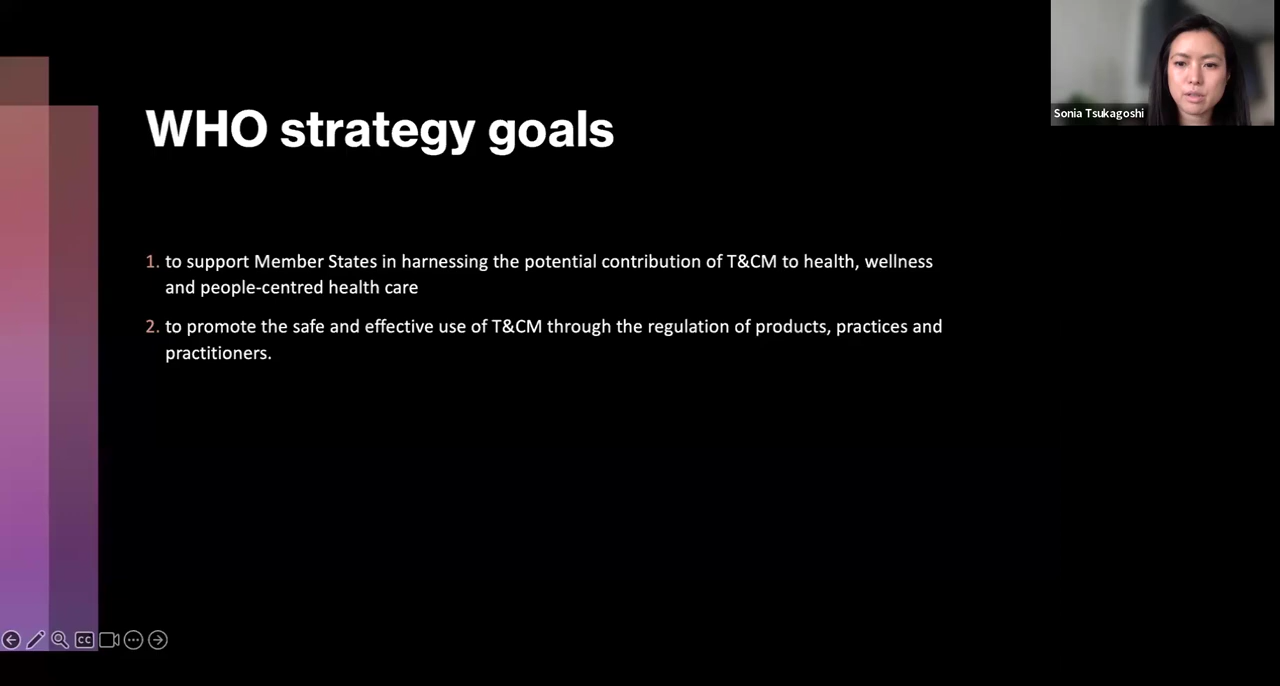 WHO strategy goals
1. to support Member States in harnessing the potential contribution of T&CM to health, wellness
and people-centred health care
2. to promote the safe and effective use of T&CM through the regulation of products, practices and
practitioners.
Sonia Tsukagoshi
CC